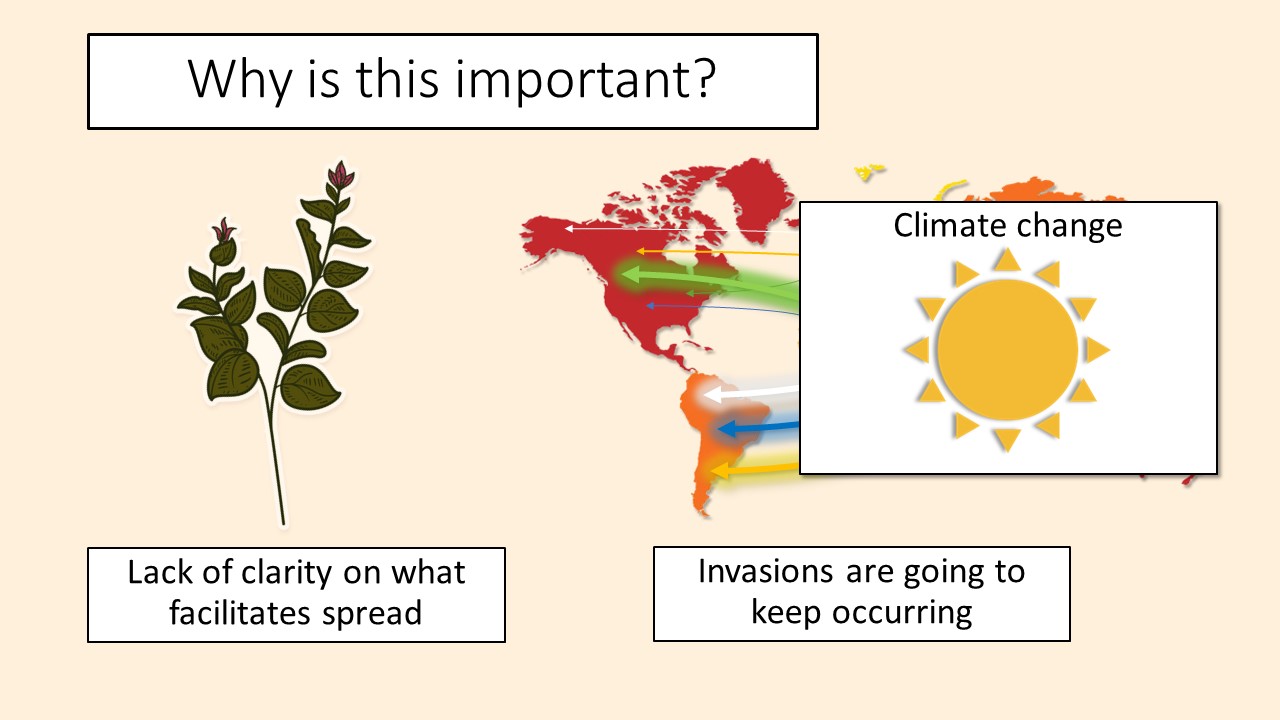 Why is this important?
Climate change
Lack of clarity on what
facilitates spread
Invasions are going to
keep occurring